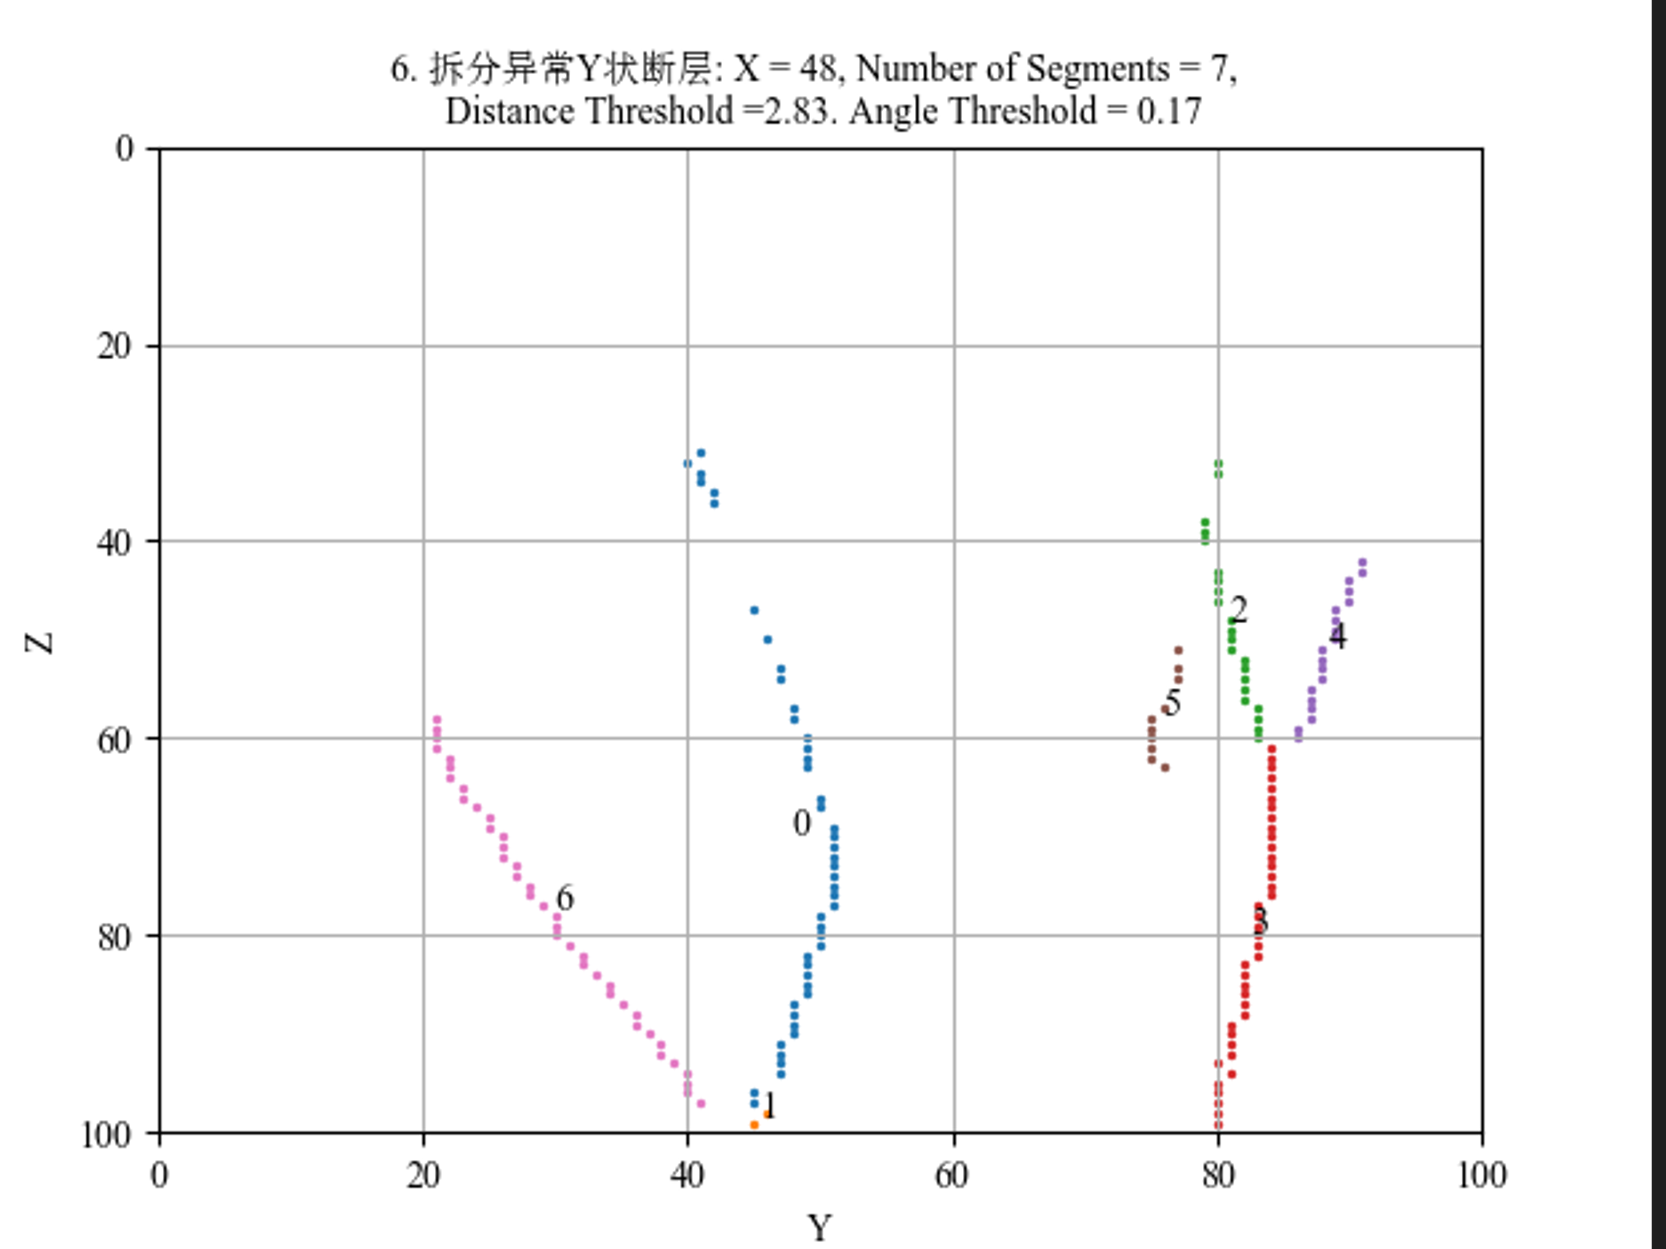 6. 拆分异常Y状断层: X = 48, Number of Segments = 7,
Distance Threshold =2.83. Angle Threshold = 0.17
0
20
40
2
4
5
Z
60
0
6
80
3
1
100
0 20 40 60 80 100
Y